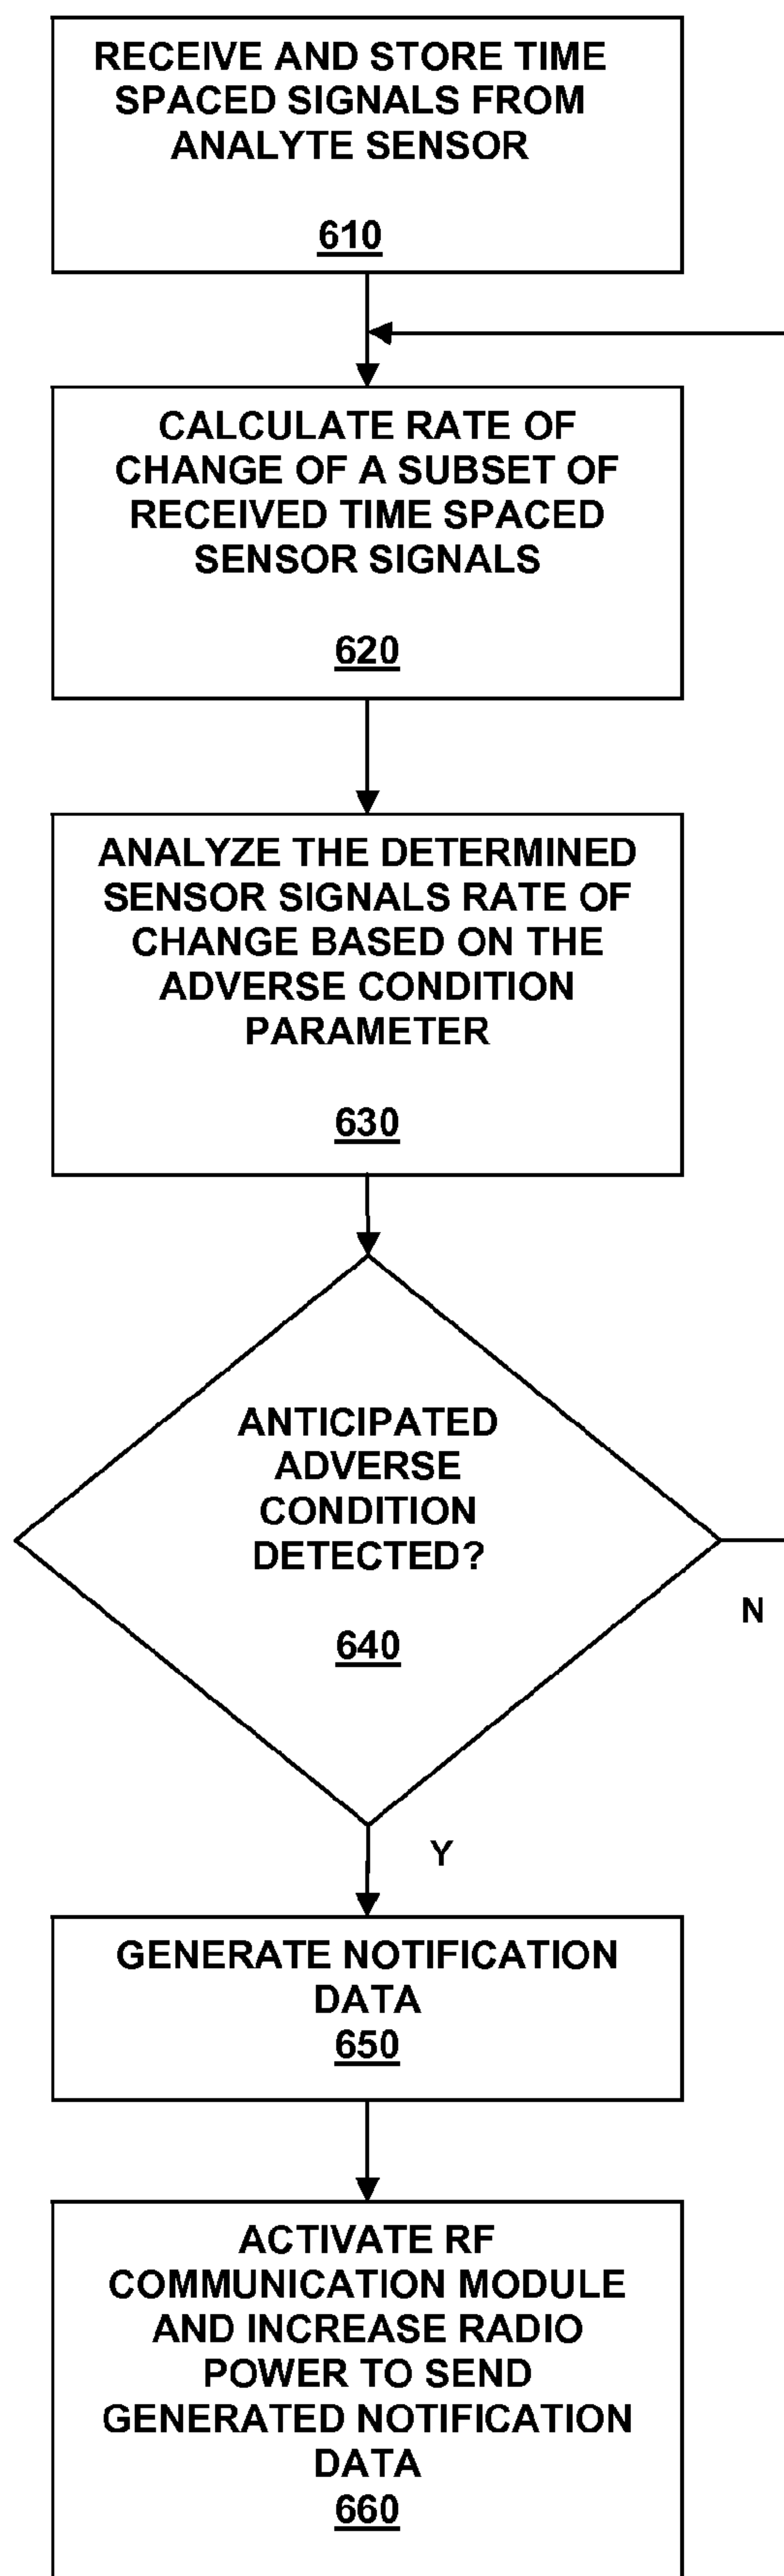 RECEIVE AND STORE TIME
SPACED SIGNALS FROM
ANALYTE SENSOR
610
CALCULATE RATE OF
CHANGE OF A SUBSET OF
RECEIVED TIME SPACED
SENSOR SIGNALS
620
ANALYZE THE DETERMINED
SENSOR SIGNALS RATE OF
CHANGE BASED ON THE
ADVERSE CONDITION
PARAMETER
630
ANTICIPATED
ADVERSE
CONDITION
DETECTED?
640
N
Y
GENERATE NOTIFICATION
DATA
650
ACTIVATE RF
COMMUNICATION MODULE
AND INCREASE RADIO
POWER TO SEND
GENERATED NOTIFICATION
DATA
660